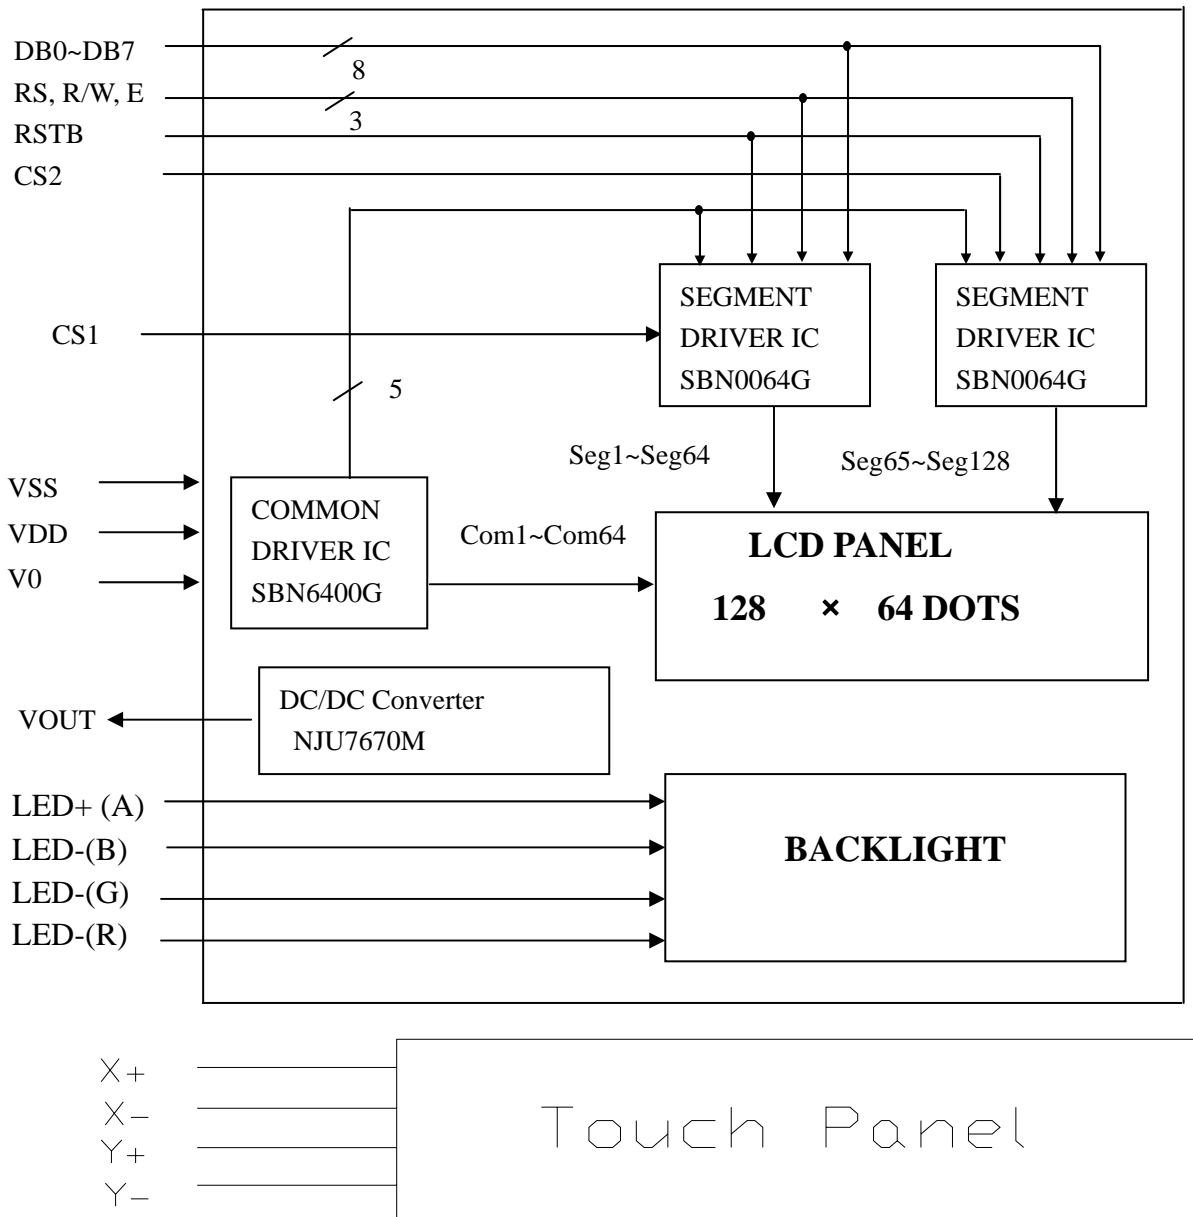 DB0~DB7
8
RS, R/W, E
3
RSTB
CS2
SEGMENT
DRIVER IC
SBN0064G
SEGMENT
DRIVER IC
SBN0064G
CS1
5
Seg1~Seg64
Seg65~Seg128
VSS
VDD
V0
COMMON
DRIVER IC
SBN6400G
Com1~Com64
LCD PANEL
128 × 64 DOTS
DC/DC Converter
NJU7670M
VOUT
LED+ (A)
LED-(B)
LED-(G)
LED-(R)
BACKLIGHT
X+
X-
Y+
Y-
Touch Panel